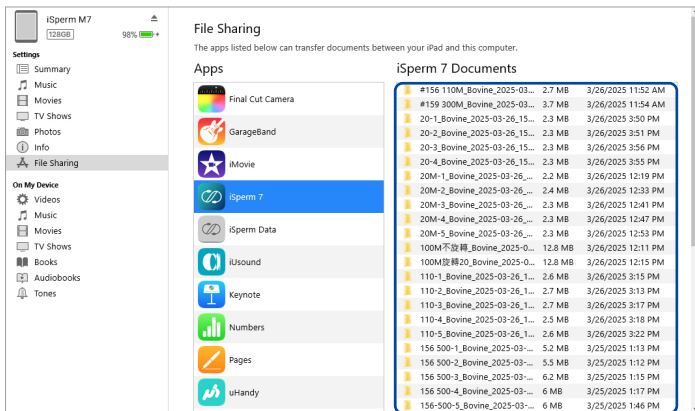 iSperm M7
128GB
98%
Settings
Summary
Music
Movies
TV Shows
Photos
Info
File Sharing
On My Device
Videos
Music
Movies
TV Shows
Books
Audiobooks
Tones
File Sharing
The apps listed below can transfer documents between your iPad and this computer.
Apps
Final Cut Camera
GarageBand
iMovie
iSperm 7
iSperm Data
iUsound
Keynote
Numbers
Pages
uHandy
iSperm 7 Documents
#156 110M_Bovine_2025-03... 2.7 MB 3/26/2025 11:52 AM
#159 300M_Bovine_2025-03... 3.7 MB 3/26/2025 11:54 AM
20-1_Bovine_2025-03-26_15... 2.3 MB 3/26/2025 3:50 PM
20-2_Bovine_2025-03-26_15... 2.3 MB 3/26/2025 3:51 PM
20-3_Bovine_2025-03-26_15... 2.3 MB 3/26/2025 3:56 PM
20-4_Bovine_2025-03-26_15... 2.3 MB 3/26/2025 3:55 PM
20M-1_Bovine_2025-03-26_... 2.2 MB 3/26/2025 12:19 PM
20M-2_Bovine_2025-03-26_... 2.4 MB 3/26/2025 12:33 PM
20M-3_Bovine_2025-03-26_... 2.3 MB 3/26/2025 12:41 PM
20M-4_Bovine_2025-03-26_... 2.3 MB 3/26/2025 12:47 PM
20M-5_Bovine_2025-03-26_... 2.3 MB 3/26/2025 12:53 PM
100M不旋轉_Bovine_2025-0... 12.8 MB 3/26/2025 12:11 PM
100M旋轉20_Bovine_2025-0... 12.8 MB 3/26/2025 12:15 PM
110-1_Bovine_2025-03-26_1... 2.6 MB 3/26/2025 3:15 PM
110-2_Bovine_2025-03-26_1... 2.7 MB 3/26/2025 3:13 PM
110-3_Bovine_2025-03-26_1... 2.7 MB 3/26/2025 3:17 PM
110-4_Bovine_2025-03-26_1... 2.5 MB 3/26/2025 3:18 PM
110-5_Bovine_2025-03-26_1... 2.6 MB 3/26/2025 3:22 PM
156 500-1_Bovine_2025-03-... 5.2 MB 3/25/2025 1:13 PM
156 500-2_Bovine_2025-03-... 5.5 MB 3/25/2025 1:12 PM
156 500-3_Bovine_2025-03-... 6.2 MB 3/25/2025 1:15 PM
156 500-4_Bovine_2025-03-... 6 MB 3/25/2025 1:17 PM
156-500-5_Bovine_2025-03-... 6 MB 3/25/2025 1:46 PM